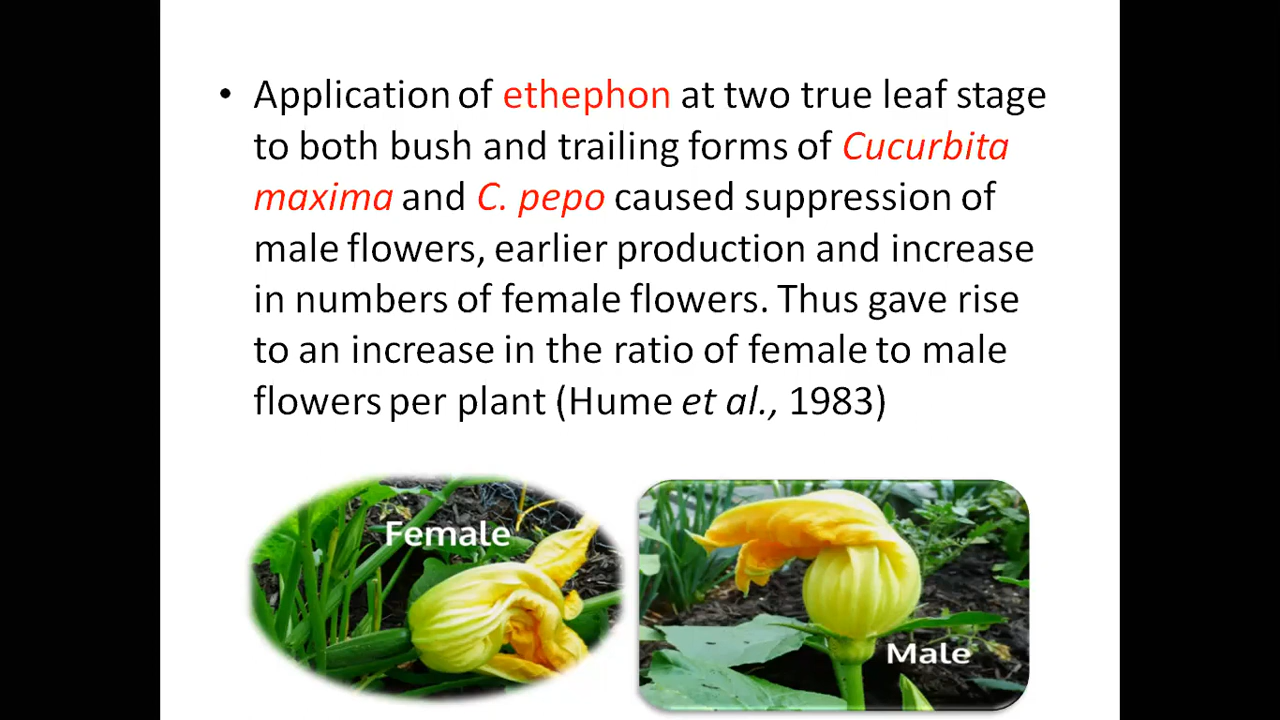 • Application of ethephon at two true leaf stage
to both bush and trailing forms of Cucurbita
maxima and C. pepo caused suppression of
male flowers, earlier production and increase
in numbers of female flowers. Thus gave rise
to an increase in the ratio of female to male
flowers per plant (Hume et al., 1983)
Female
Male